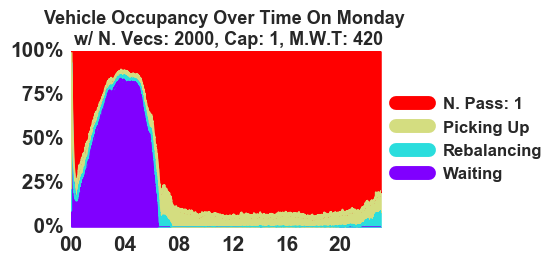 Vehicle Occupancy Over Time On Monday
w/ N. Vecs: 2000, Cap: 1, M.W.T: 420
100%
75%
50%
25%
0%
00 04 08 12 16 20
N. Pass: 1
Picking Up
Rebalancing
Waiting